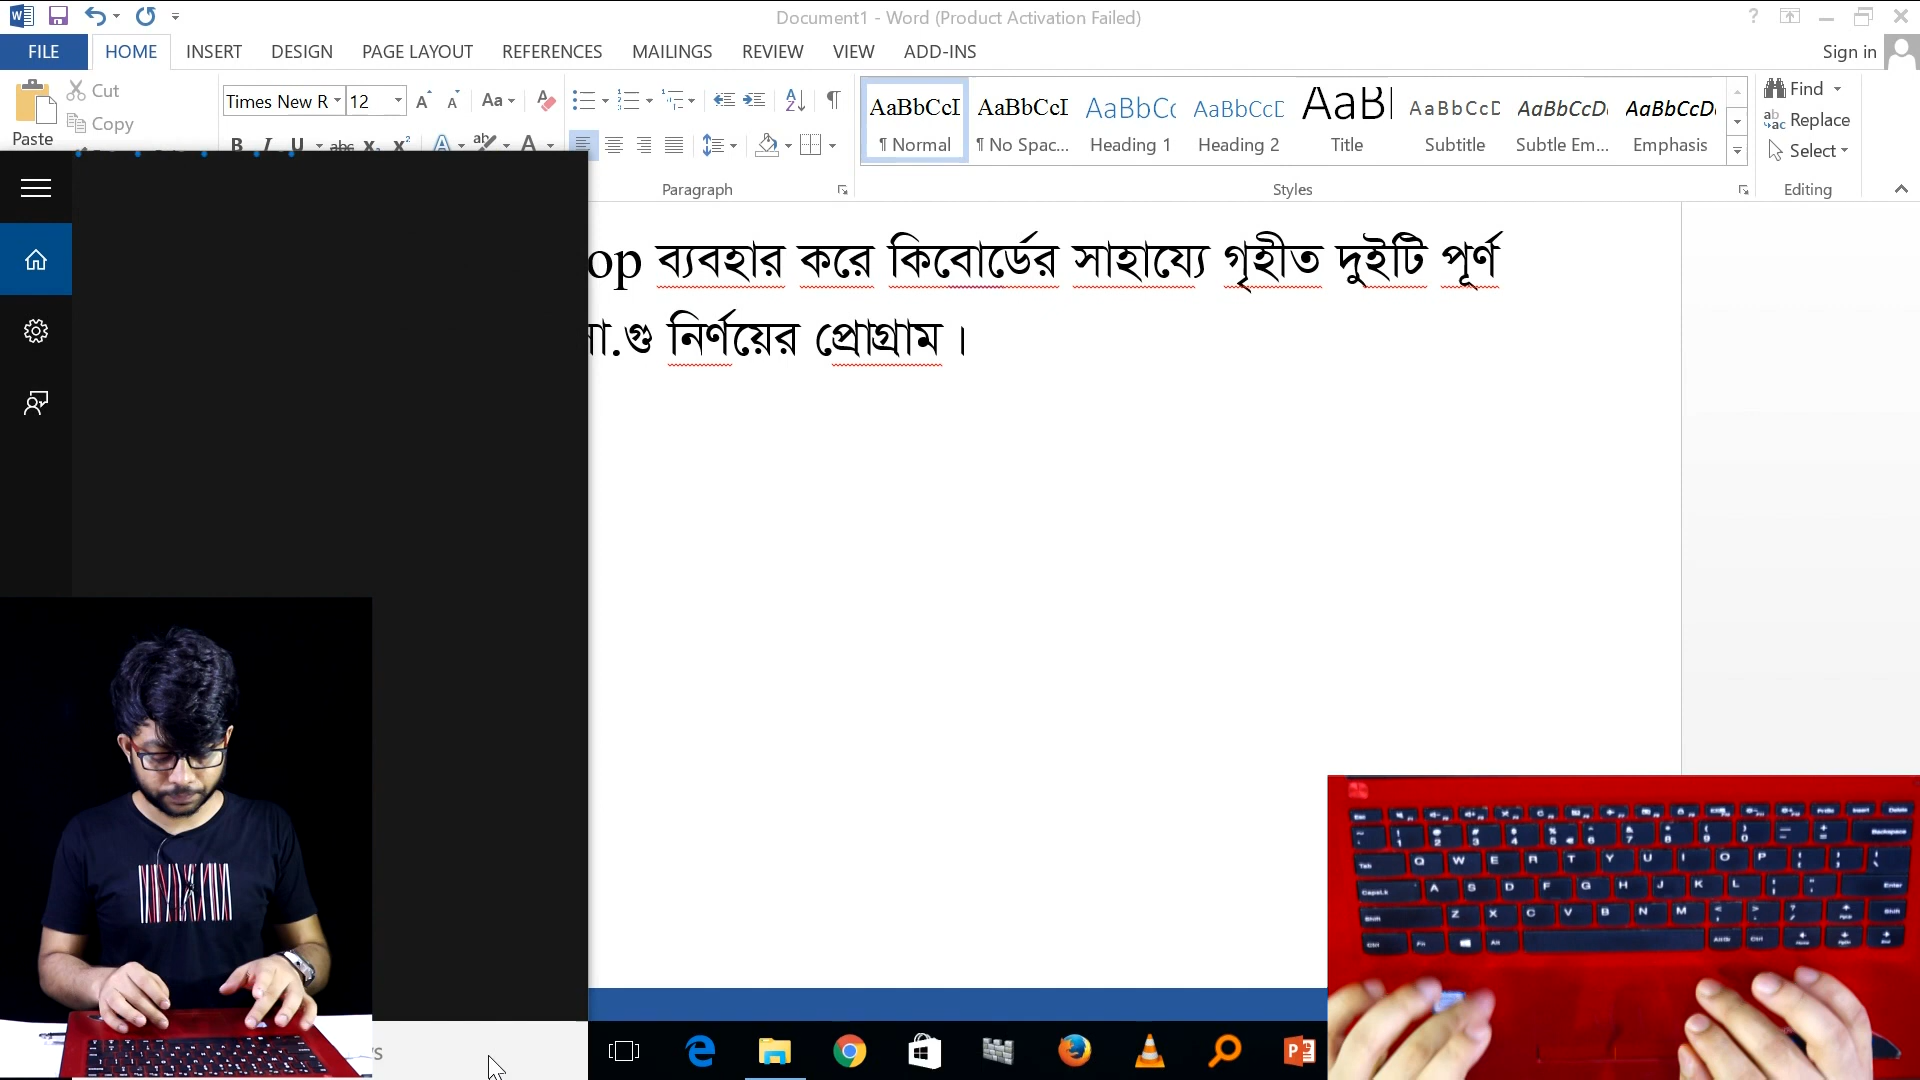 Document1 - Word (Product Activation Failed)
FILE HOME INSERT DESIGN PAGE LAYOUT REFERENCES MAILINGS REVIEW VIEW ADD-INS Sign in
Cut
Copy
Paste
Times New R 12 Aa
AaBbCcI AaBbCcI AaBbCc AaBbCcD AaBl AaBbCcD AaBbCcD AaBbCcD
¶ Normal ¶ No Spac... Heading 1 Heading 2 Title Subtitle Subtle Em... Emphasis
Find
Replace
Select
Paragraph Styles Editing
op ব্যবহার করে কিবোর্ডের সাহায্যে গৃহীত দুইটি পূর্ণ
সা.গু নির্ণয়ের প্রোগ্রাম।